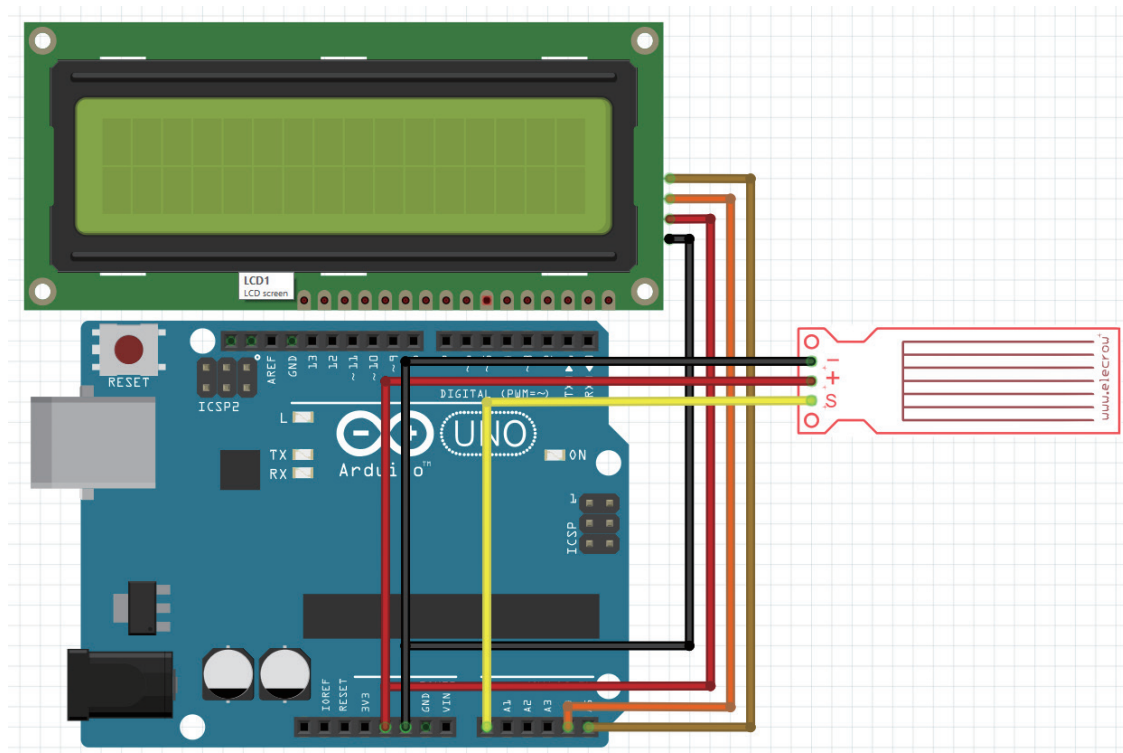 LCD1
LCD screen
RESET
ICSP2
AREF
GND
13
12
~11
~10
~9
DIGITAL (PWM=~)
L
TX
RX
Arduino™
UNO
ON
1
ICSP
−
+
S
www.elecrow
IOREF
RESET
3V3
GND
VIN
A1
A2
A3